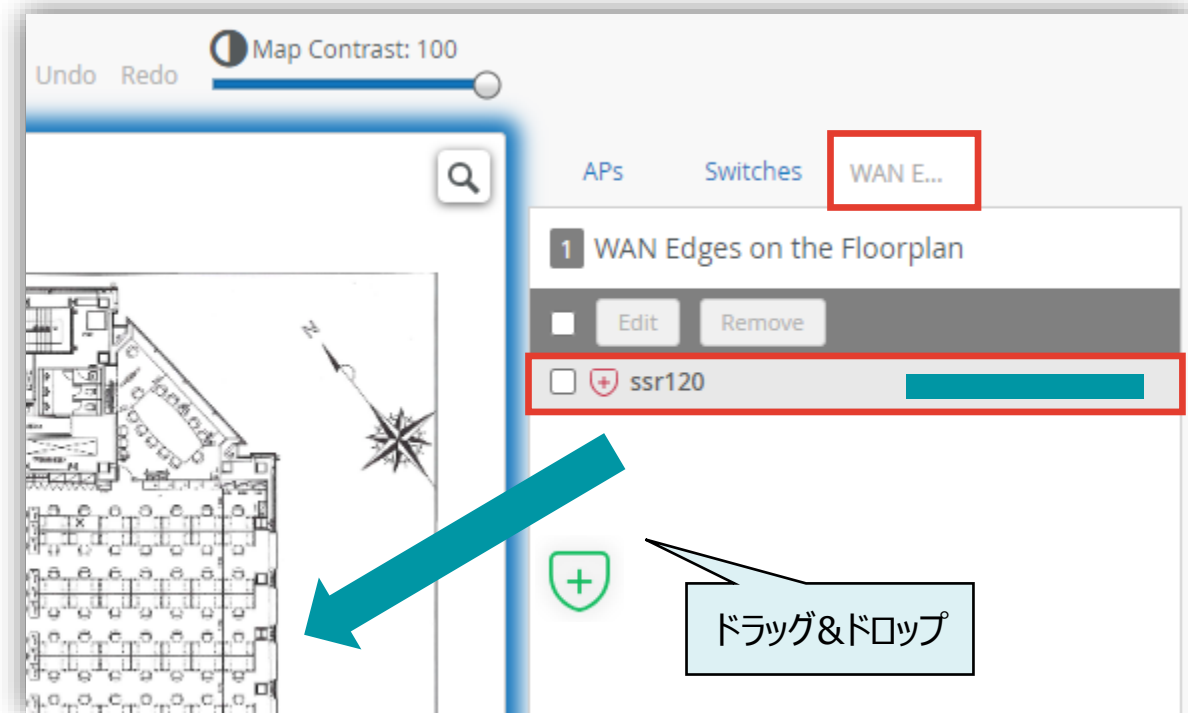 Undo Redo Map Contrast: 100
APs Switches WAN E...
1 WAN Edges on the Floorplan
Edit Remove
ssr120
N
ドラッグ&ドロップ